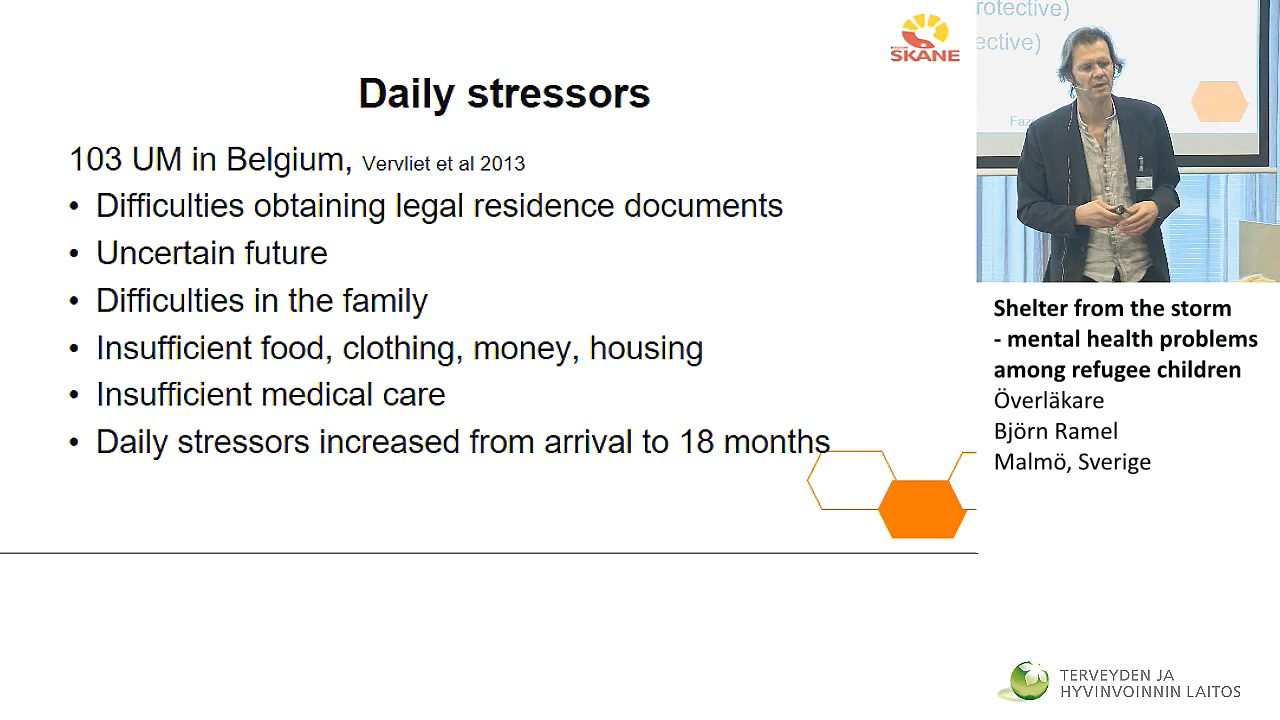 SKÅNE
Daily stressors
103 UM in Belgium, Vervliet et al 2013
• Difficulties obtaining legal residence documents
• Uncertain future
• Difficulties in the family
• Insufficient food, clothing, money, housing
• Insufficient medical care
• Daily stressors increased from arrival to 18 months
rotective)
ective)
Faz
Shelter from the storm
- mental health problems
among refugee children
Överläkare
Björn Ramel
Malmö, Sverige
TERVEYDEN JA
HYVINVOINNIN LAITOS